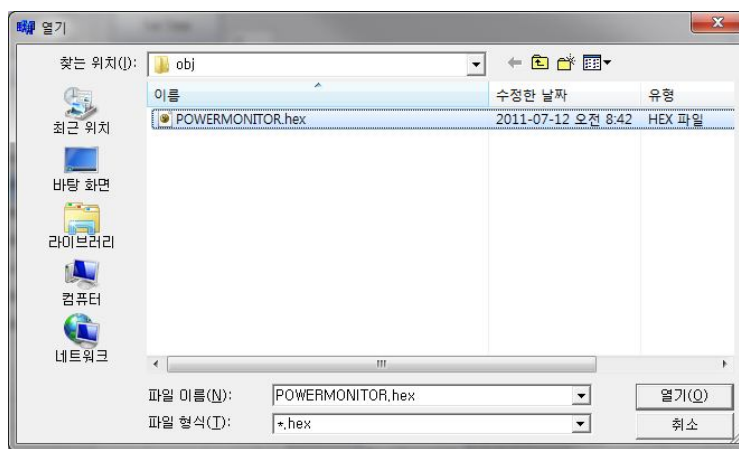 열기
찾는 위치(I): obj
이름 수정한 날짜 유형
POWERMONITOR.hex 2011-07-12 오전 8:42 HEX 파일
최근 위치
바탕 화면
라이브러리
컴퓨터
네트워크
파일 이름(N): POWERMONITOR.hex 열기(O)
파일 형식(T): *.hex 취소